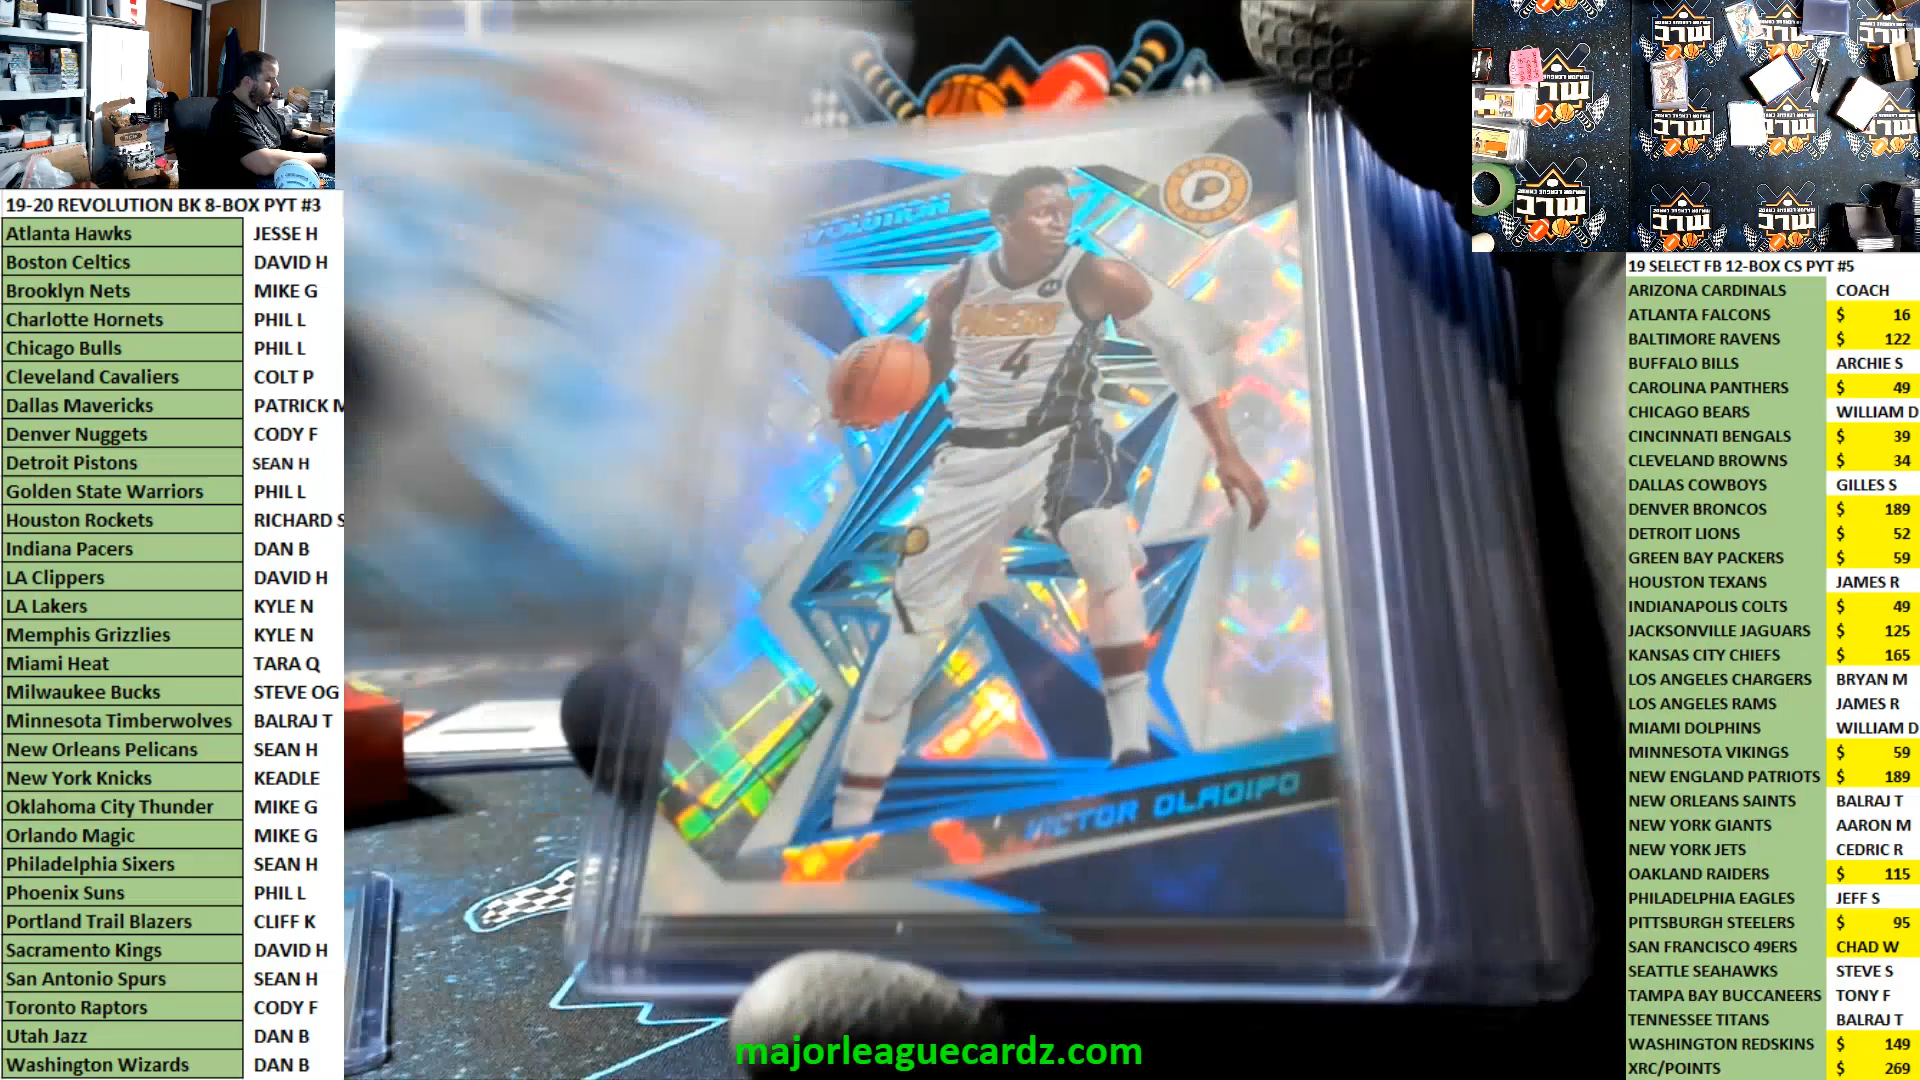 19-20 REVOLUTION BK 8-BOX PYT #3
Atlanta Hawks JESSE H
Boston Celtics DAVID H
Brooklyn Nets MIKE G
Charlotte Hornets PHIL L
Chicago Bulls PHIL L
Cleveland Cavaliers COLT P
Dallas Mavericks PATRICK M
Denver Nuggets CODY F
Detroit Pistons SEAN H
Golden State Warriors PHIL L
Houston Rockets RICHARD S
Indiana Pacers DAN B
LA Clippers DAVID H
LA Lakers KYLE N
Memphis Grizzlies KYLE N
Miami Heat TARA Q
Milwaukee Bucks STEVE OG
Minnesota Timberwolves BALRAJ T
New Orleans Pelicans SEAN H
New York Knicks KEADLE
Oklahoma City Thunder MIKE G
Orlando Magic MIKE G
Philadelphia Sixers SEAN H
Phoenix Suns PHIL L
Portland Trail Blazers CLIFF K
Sacramento Kings DAVID H
San Antonio Spurs SEAN H
Toronto Raptors CODY F
Utah Jazz DAN B
Washington Wizards DAN B
REVOLUTION
PACERS
4
VICTOR OLADIPO
majorleaguecardz.com
19 SELECT FB 12-BOX CS PYT #5
ARIZONA CARDINALS COACH
ATLANTA FALCONS $ 16
BALTIMORE RAVENS $ 122
BUFFALO BILLS ARCHIE S
CAROLINA PANTHERS $ 49
CHICAGO BEARS WILLIAM D
CINCINNATI BENGALS $ 39
CLEVELAND BROWNS $ 34
DALLAS COWBOYS GILLES S
DENVER BRONCOS $ 189
DETROIT LIONS $ 52
GREEN BAY PACKERS $ 59
HOUSTON TEXANS JAMES R
INDIANAPOLIS COLTS $ 49
JACKSONVILLE JAGUARS $ 125
KANSAS CITY CHIEFS $ 165
LOS ANGELES CHARGERS BRYAN M
LOS ANGELES RAMS JAMES R
MIAMI DOLPHINS WILLIAM D
MINNESOTA VIKINGS $ 59
NEW ENGLAND PATRIOTS $ 189
NEW ORLEANS SAINTS BALRAJ T
NEW YORK GIANTS AARON M
NEW YORK JETS CEDRIC R
OAKLAND RAIDERS $ 115
PHILADELPHIA EAGLES JEFF S
PITTSBURGH STEELERS $ 95
SAN FRANCISCO 49ERS CHAD W
SEATTLE SEAHAWKS STEVE S
TAMPA BAY BUCCANEERS TONY F
TENNESSEE TITANS BALRAJ T
WASHINGTON REDSKINS $ 149
XRC/POINTS $ 269